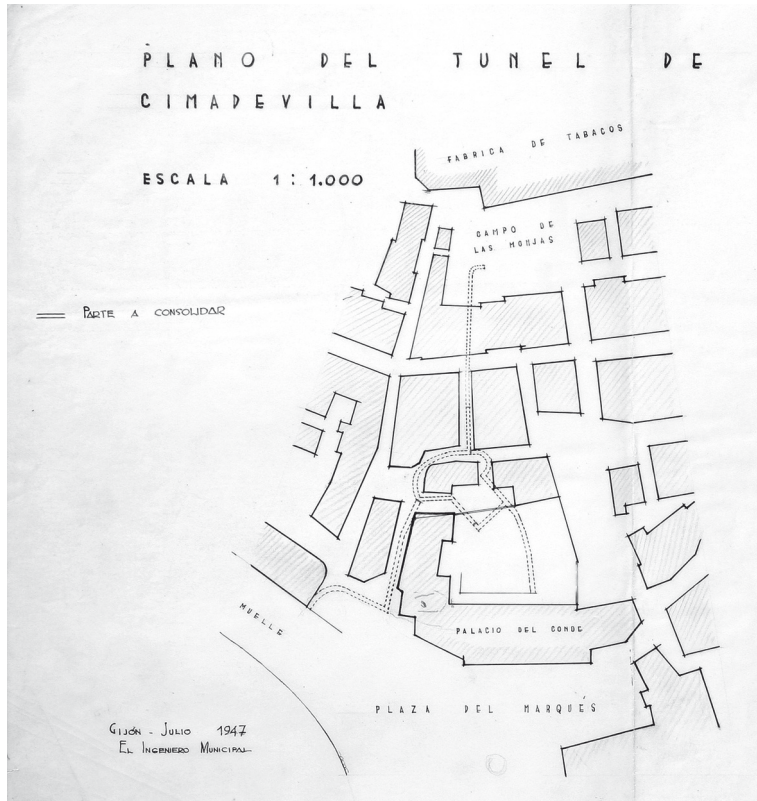 PLANO DEL TUNEL DE
CIMADEVILLA
ESCALA 1:1.000
FABRICA DE TABACOS
CAMPO DE
LAS MONJAS
PARTE A CONSOLIDAR
MUELLE
PALACIO DEL CONDE
PLAZA DEL MARQUÉS
GIJÓN - JULIO 1947
EL INGENIERO MUNICIPAL